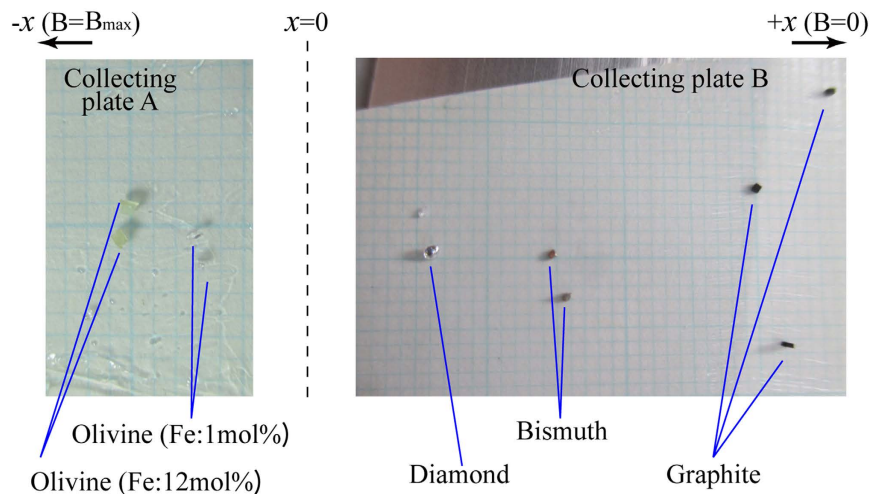 -x (B=Bmax)
x=0
+x (B=0)
Collecting
plate A
Collecting plate B
Olivine (Fe:1mol%)
Olivine (Fe:12mol%)
Diamond
Bismuth
Graphite